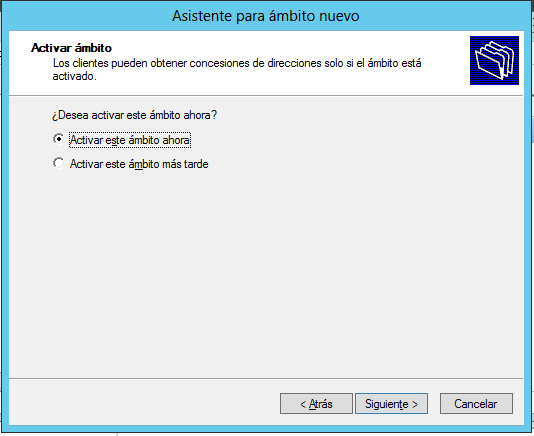 Asistente para ámbito nuevo
Activar ámbito
Los clientes pueden obtener concesiones de direcciones solo si el ámbito está
activado.
¿Desea activar este ámbito ahora?
Activar este ámbito ahora
Activar este ámbito más tarde
< Atrás
Siguiente >
Cancelar